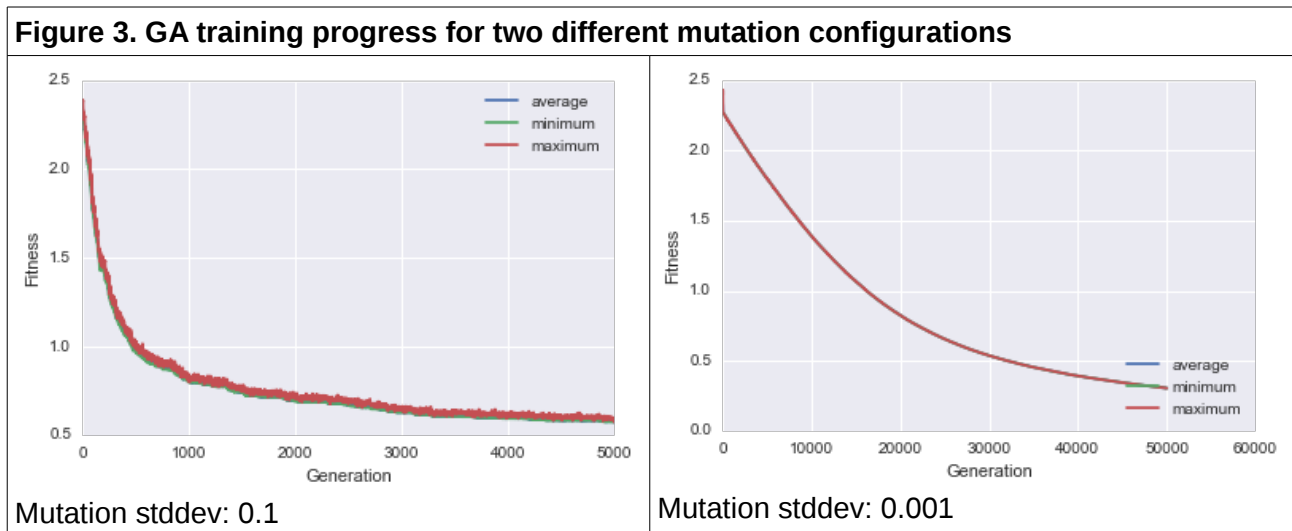 Figure 3. GA training progress for two different mutation configurations
2.5
2.0
1.5
1.0
0.5
Fitness
average
minimum
maximum
0 1000 2000 3000 4000 5000
Generation
Mutation stddev: 0.1
2.5
2.0
1.5
1.0
0.5
0.0
Fitness
average
minimum
maximum
0 10000 20000 30000 40000 50000 60000
Generation
Mutation stddev: 0.001